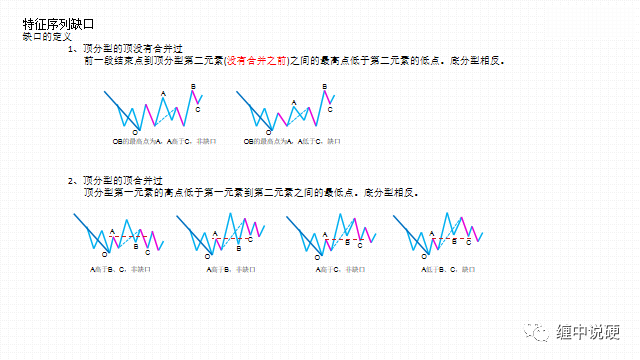 特征序列缺口
缺口的定义
1、顶分型的顶没有合并过
前一段结束点到顶分型第二元素(没有合并之前)之间的最高点低于第二元素的低点。底分型相反。
A
B
C
O
A
B
C
O
OB的最高点为A，A高于C，非缺口
OB的最高点为A，A低于C，缺口
2、顶分型的顶合并过
顶分型第一元素的高点低于第一元素到第二元素之间的最低点。底分型相反。
A
B
C
O
A
B
O
A
B
C
O
A
B
C
O
A高于B、C，非缺口
A高于B，非缺口
A高于C，非缺口
A低于B、C，缺口
缠中说硬